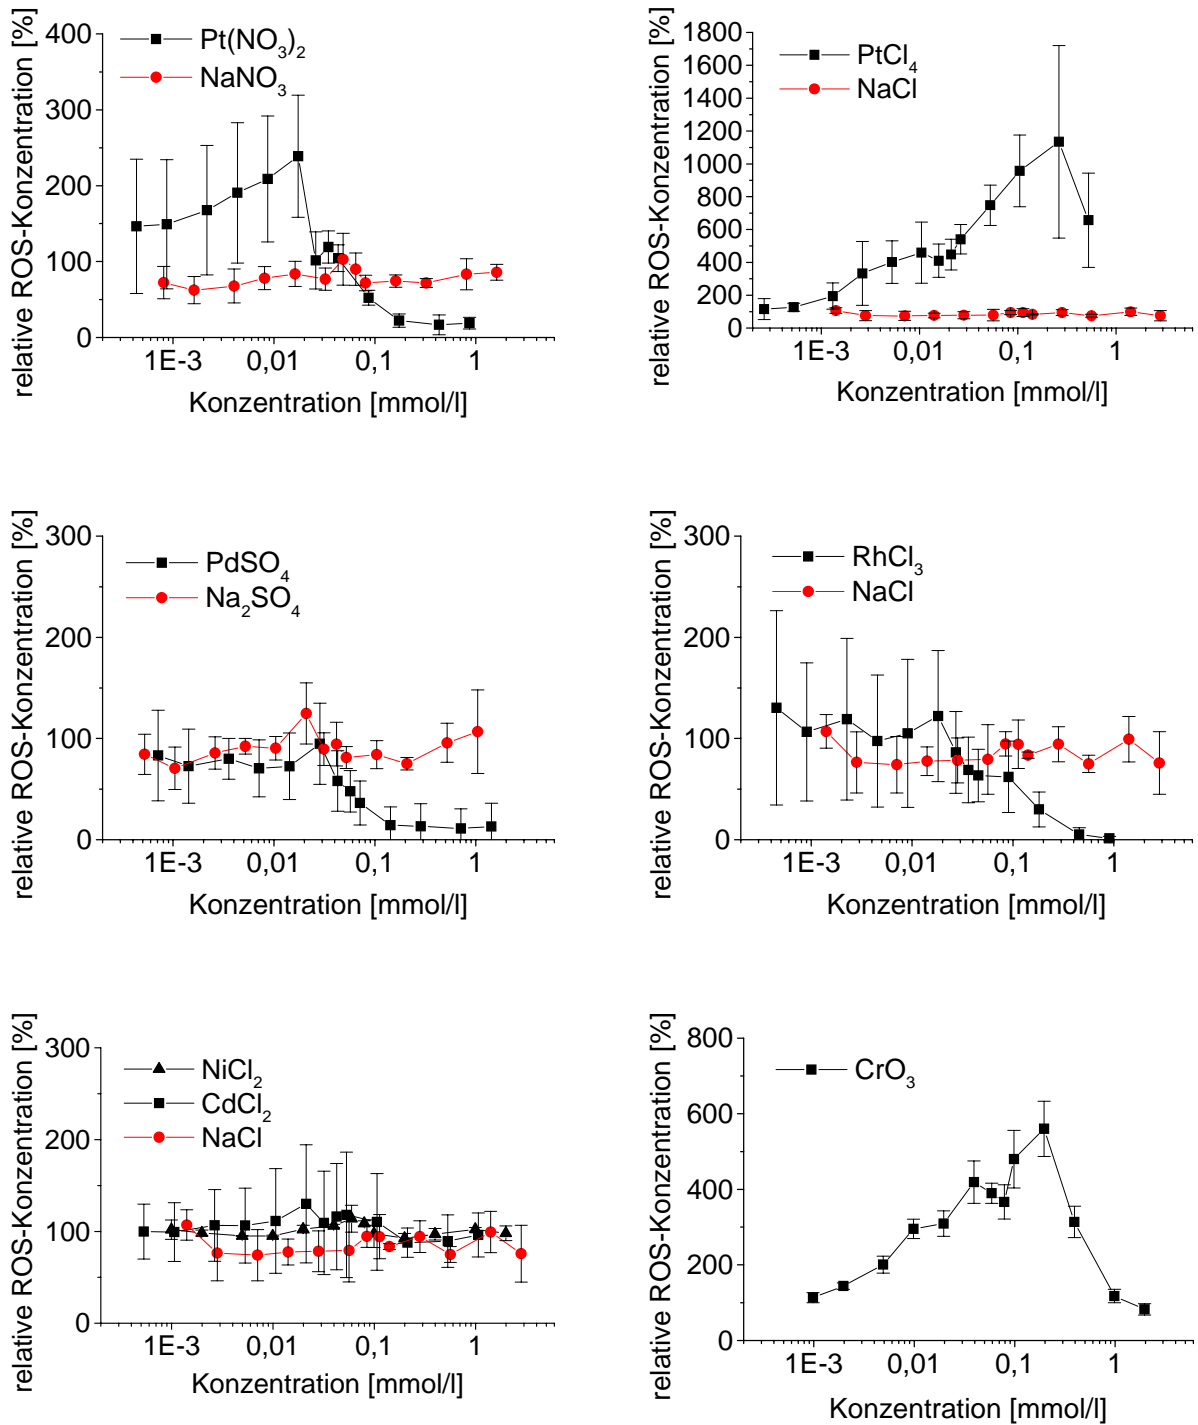 relative ROS-Konzentration [%]
400
300
200
100
0
Pt(NO₃)₂
NaNO₃
1E-3 0,01 0,1 1
Konzentration [mmol/l]
relative ROS-Konzentration [%]
1800
1600
1400
1200
1000
800
600
400
200
0
PtCl₄
NaCl
1E-3 0,01 0,1 1
Konzentration [mmol/l]
relative ROS-Konzentration [%]
300
200
100
0
PdSO₄
Na₂SO₄
1E-3 0,01 0,1 1
Konzentration [mmol/l]
relative ROS-Konzentration [%]
300
200
100
0
RhCl₃
NaCl
1E-3 0,01 0,1 1
Konzentration [mmol/l]
relative ROS-Konzentration [%]
300
200
100
0
NiCl₂
CdCl₂
NaCl
1E-3 0,01 0,1 1
Konzentration [mmol/l]
relative ROS-Konzentration [%]
800
600
400
200
0
CrO₃
1E-3 0,01 0,1 1
Konzentration [mmol/l]